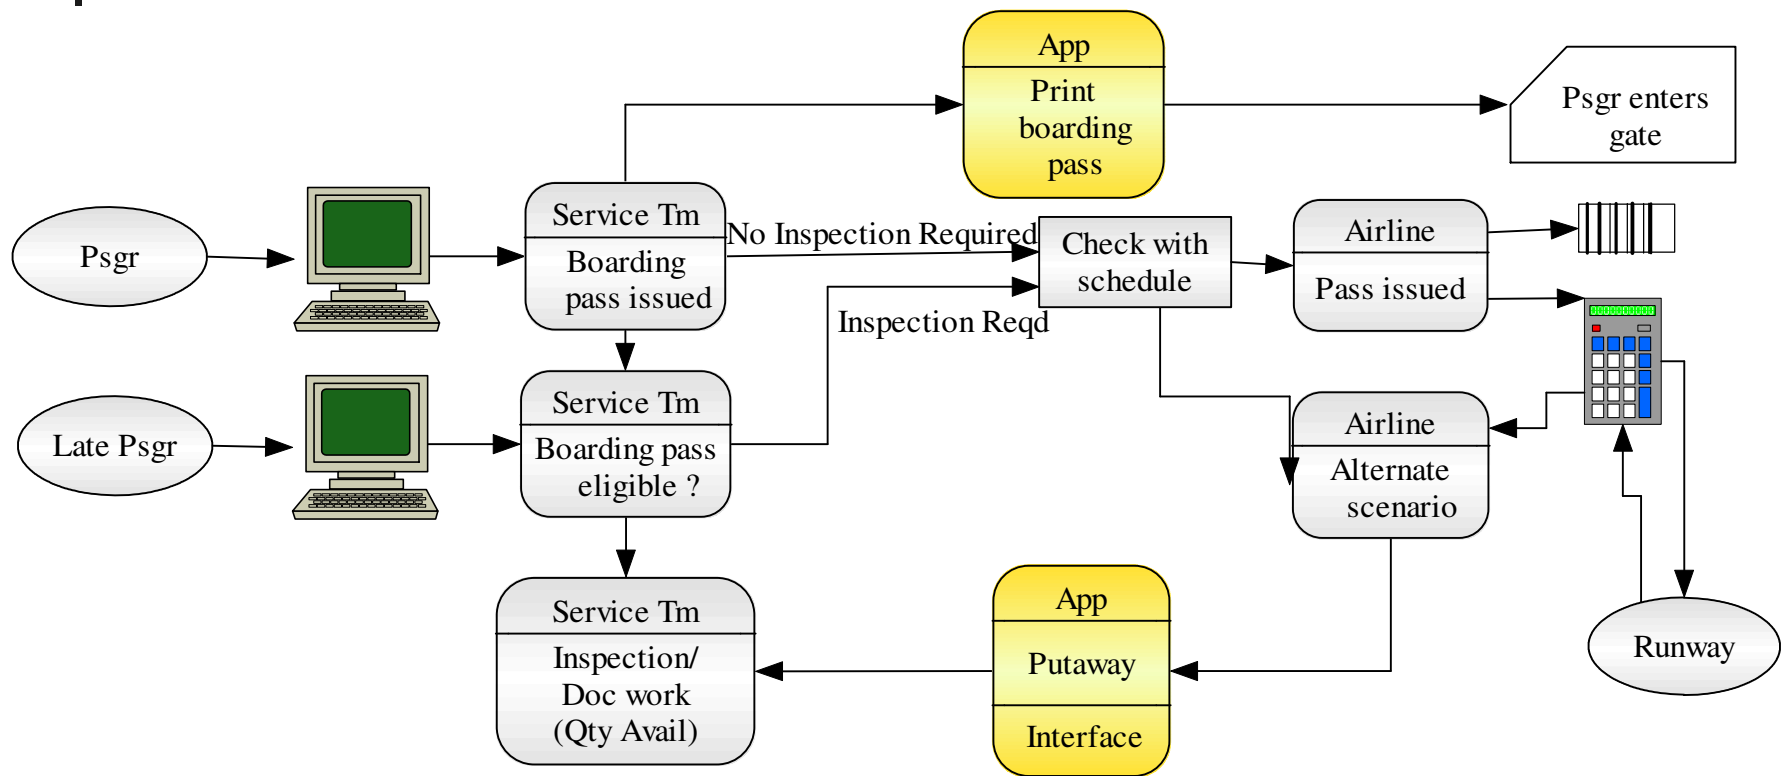 App
Print
boarding
pass
Psgr enters
gate
Psgr
Service Tm
Boarding
pass issued
No Inspection Required
Check with
schedule
Airline
Pass issued
Inspection Reqd
0000000000
Late Psgr
Service Tm
Boarding pass
eligible ?
Airline
Alternate
scenario
Service Tm
Inspection/
Doc work
(Qty Avail)
App
Putaway
Interface
Runway